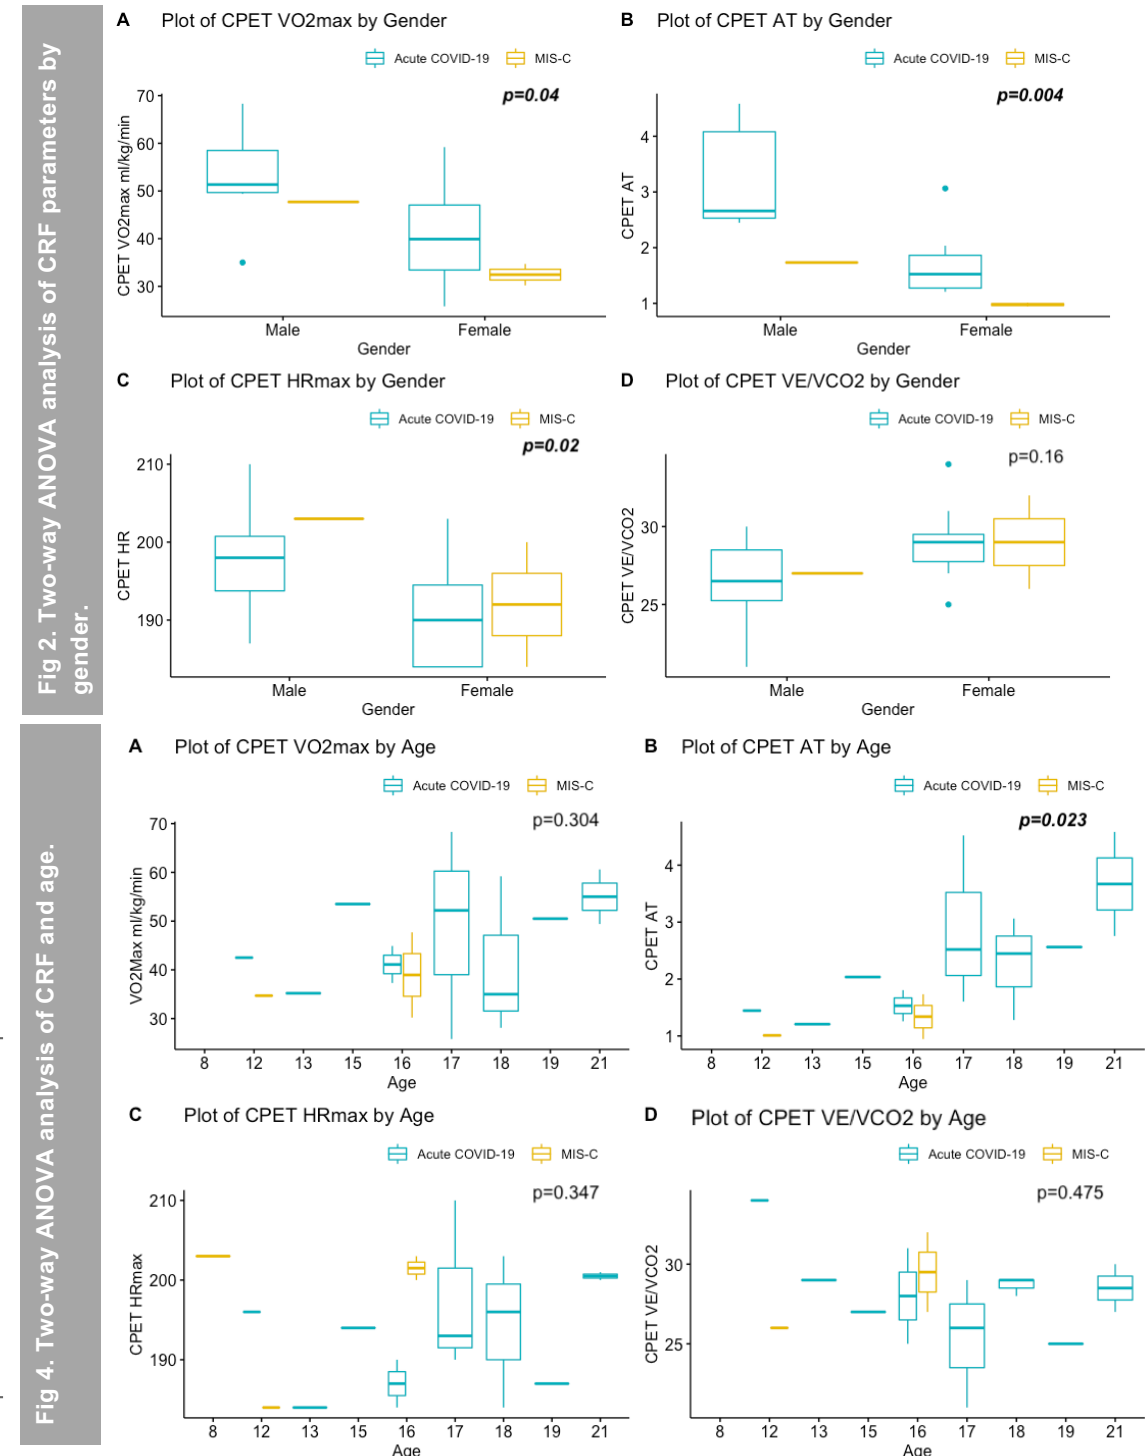 Fig 2. Two-way ANOVA analysis of CRF parameters by
gender.
A Plot of CPET VO2max by Gender
Acute COVID-19 MIS-C
p=0.04
CPET VO2max ml/kg/min
70
60
50
40
30
Male Female
Gender
B Plot of CPET AT by Gender
Acute COVID-19 MIS-C
p=0.004
CPET AT
4
3
2
1
Male Female
Gender
C Plot of CPET HRmax by Gender
Acute COVID-19 MIS-C
p=0.02
CPET HR
210
200
190
Male Female
Gender
D Plot of CPET VE/VCO2 by Gender
Acute COVID-19 MIS-C
p=0.16
CPET VE/VCO2
30
25
Male Female
Gender
Fig 4. Two-way ANOVA analysis of CRF and age.
A Plot of CPET VO2max by Age
Acute COVID-19 MIS-C
p=0.304
VO2Max ml/kg/min
70
60
50
40
30
8 12 13 15 16 17 18 19 21
Age
B Plot of CPET AT by Age
Acute COVID-19 MIS-C
p=0.023
CPET AT
4
3
2
1
8 12 13 15 16 17 18 19 21
Age
C Plot of CPET HRmax by Age
Acute COVID-19 MIS-C
p=0.347
CPET HRmax
210
200
190
8 12 13 15 16 17 18 19 21
Age
D Plot of CPET VE/VCO2 by Age
Acute COVID-19 MIS-C
p=0.475
CPET VE/VCO2
30
25
8 12 13 15 16 17 18 19 21
Age